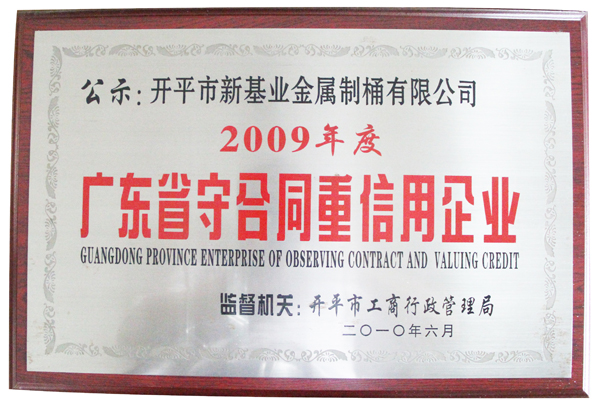 公示：开平市新基业金属制桶有限公司
2009年度
广东省守合同重信用企业
GUANGDONG PROVINCE ENTERPRISE OF OBSERVING CONTRACT AND VALUING CREDIT
监督机关：开平市工商行政管理局
二〇一〇年六月